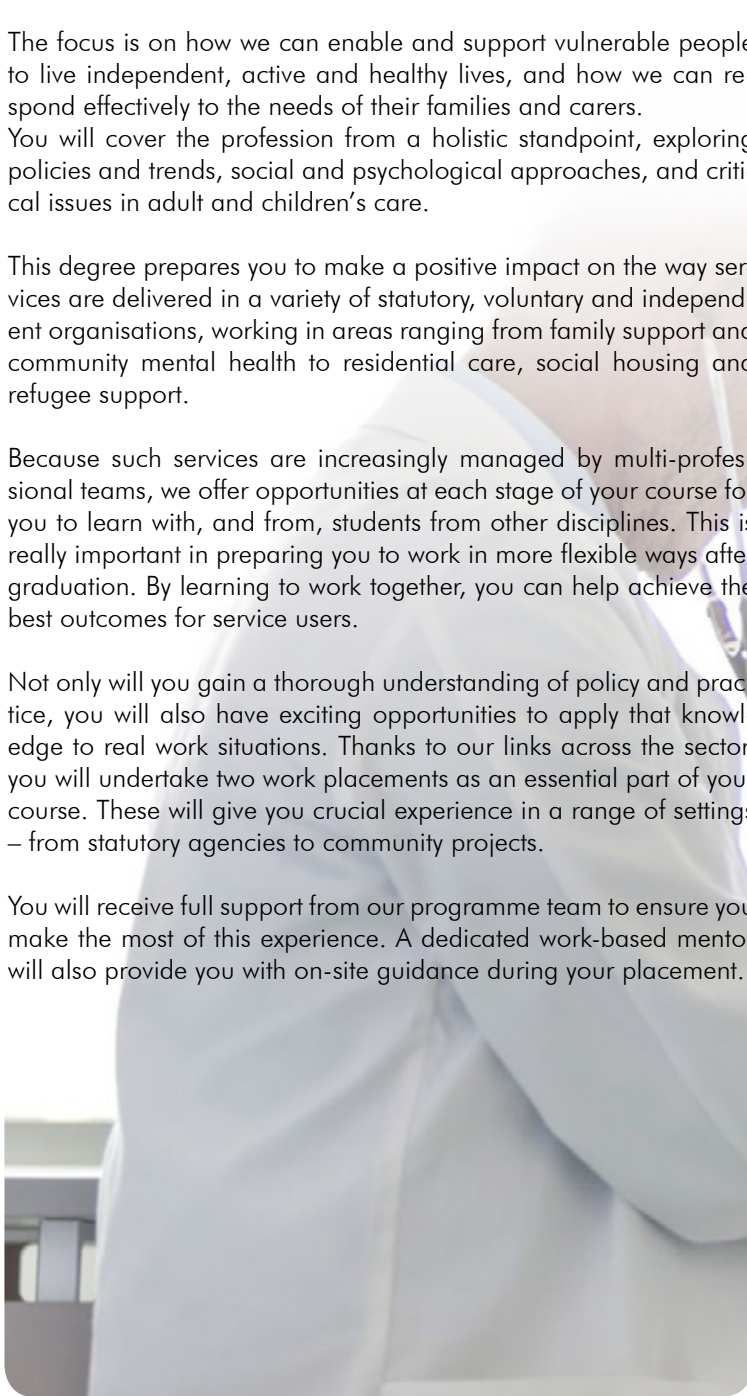 The focus is on how we can enable and support vulnerable people
to live independent, active and healthy lives, and how we can re-
spond effectively to the needs of their families and carers.
You will cover the profession from a holistic standpoint, exploring
policies and trends, social and psychological approaches, and criti-
cal issues in adult and children's care.
This degree prepares you to make a positive impact on the way ser-
vices are delivered in a variety of statutory, voluntary and independ-
ent organisations, working in areas ranging from family support and
community mental health to residential care, social housing and
refugee support.
Because such services are increasingly managed by multi-profes-
sional teams, we offer opportunities at each stage of your course for
you to learn with, and from, students from other disciplines. This is
really important in preparing you to work in more flexible ways after
graduation. By learning to work together, you can help achieve the
best outcomes for service users.
Not only will you gain a thorough understanding of policy and prac-
tice, you will also have exciting opportunities to apply that knowl-
edge to real work situations. Thanks to our links across the sector
you will undertake two work placements as an essential part of your
course. These will give you crucial experience in a range of settings
– from statutory agencies to community projects.
You will receive full support from our programme team to ensure you
make the most of this experience. A dedicated work-based mentor
will also provide you with on-site guidance during your placement.